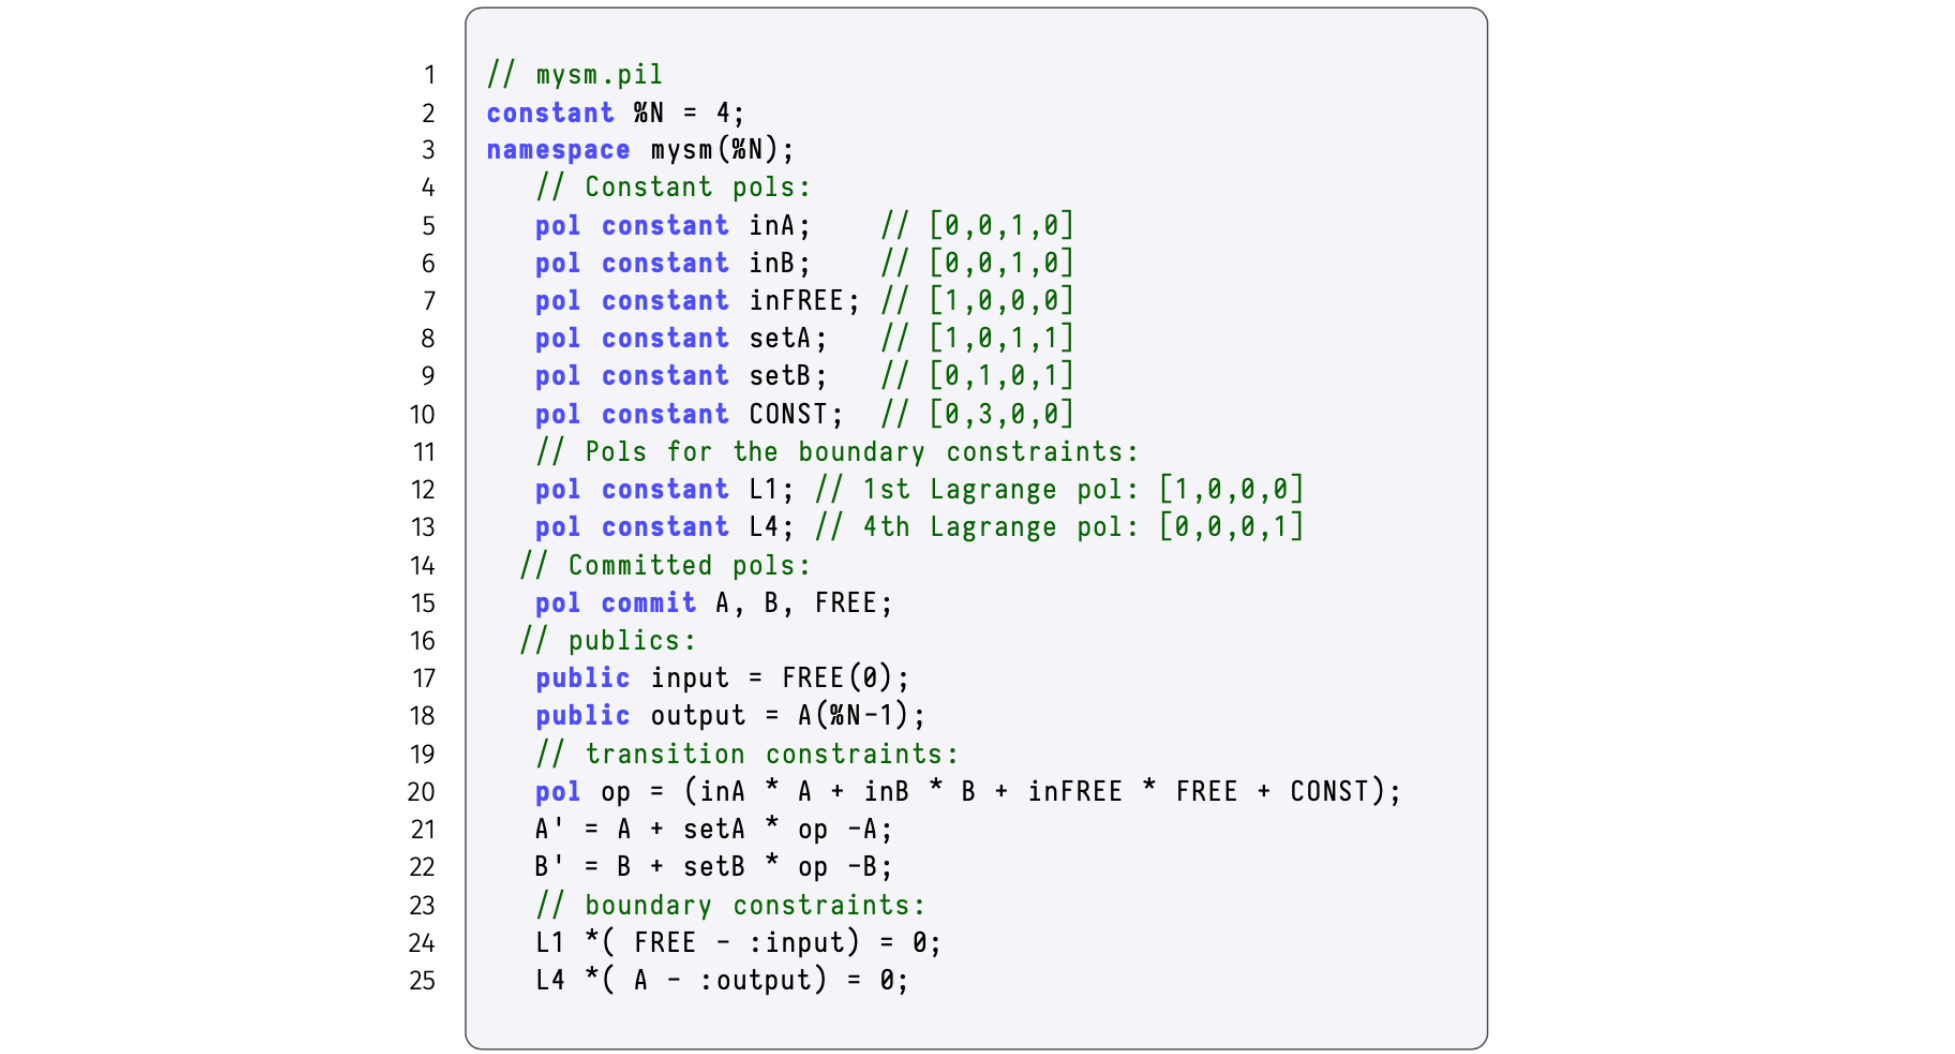 1 // mysm.pil
2 constant %N = 4;
3 namespace mysm(%N);
4 // Constant pols:
5 pol constant inA; // [0,0,1,0]
6 pol constant inB; // [0,0,1,0]
7 pol constant inFREE; // [1,0,0,0]
8 pol constant setA; // [1,0,1,1]
9 pol constant setB; // [0,1,0,1]
10 pol constant CONST; // [0,3,0,0]
11 // Pols for the boundary constraints:
12 pol constant L1; // 1st Lagrange pol: [1,0,0,0]
13 pol constant L4; // 4th Lagrange pol: [0,0,0,1]
14 // Committed pols:
15 pol commit A, B, FREE;
16 // publics:
17 public input = FREE(0);
18 public output = A(%N-1);
19 // transition constraints:
20 pol op = (inA * A + inB * B + inFREE * FREE + CONST);
21 A' = A + setA * op -A;
22 B' = B + setB * op -B;
23 // boundary constraints:
24 L1 *( FREE - :input) = 0;
25 L4 *( A - :output) = 0;